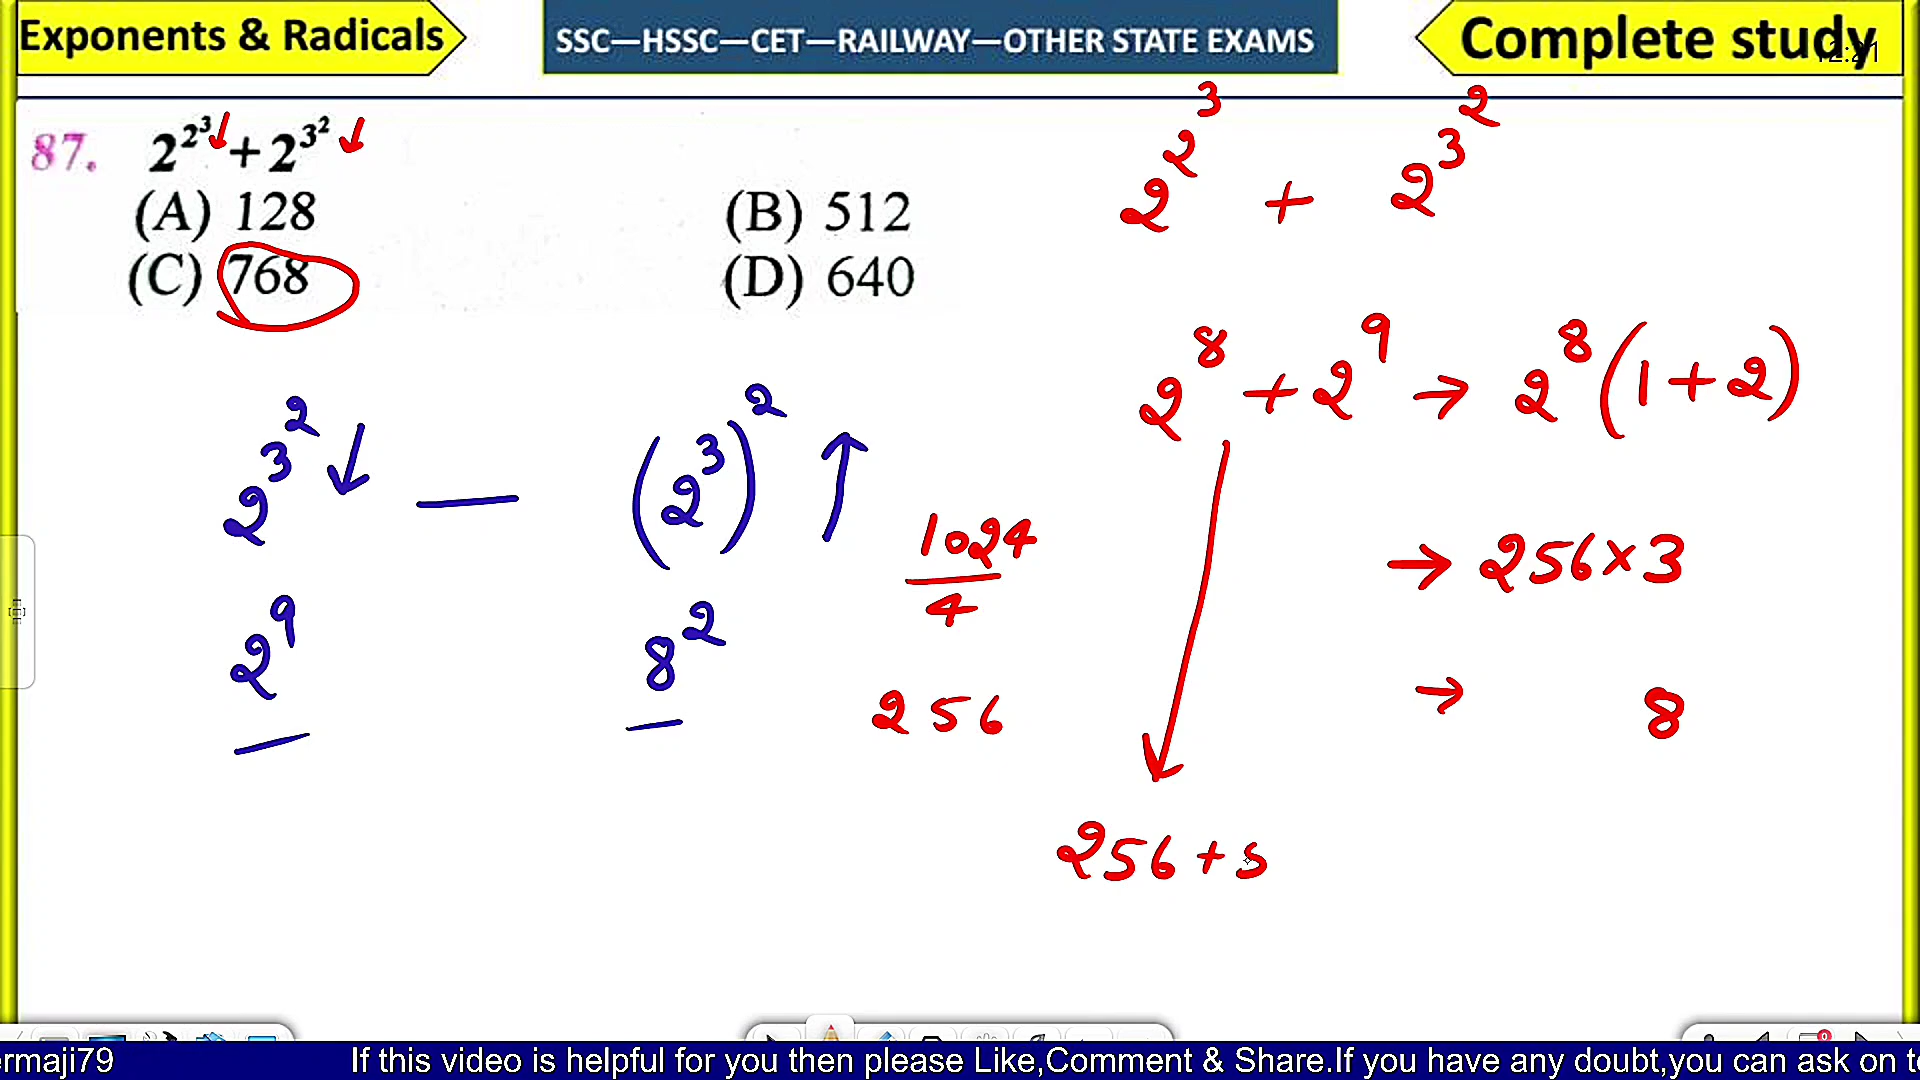 Exponents & Radicals
SSC—HSSC—CET—RAILWAY—OTHER STATE EXAMS
Complete study
12:21
87. 2^2^3 + 2^3^2
(A) 128
(B) 512
(C) 768
(D) 640
2^2^3 + 2^3^2
2^8 + 2^9 → 2^8(1+2)
→ 256×3
→ 8
2^3^2 ↓ — (2^3)^2 ↑
2^9
8^2
1024
4
256
256+5
ermaji79
If this video is helpful for you then please Like,Comment & Share.If you have any doubt,you can ask on